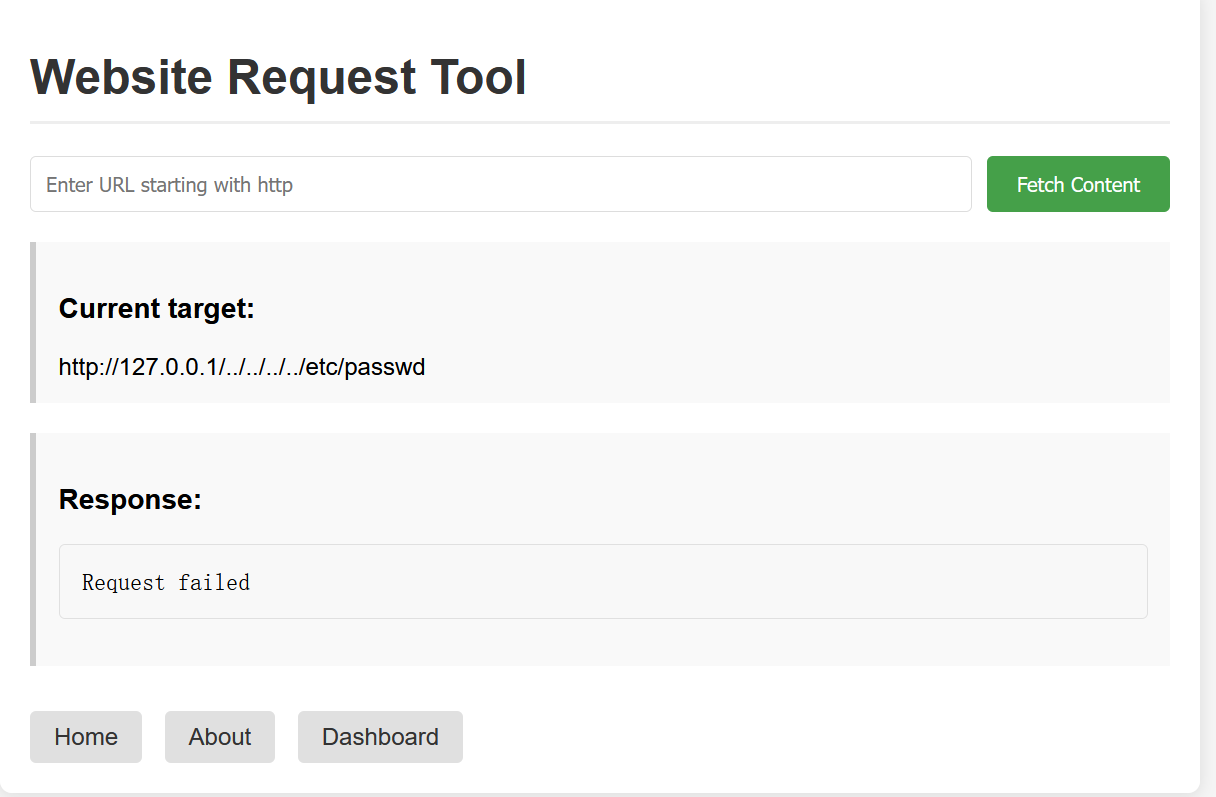 Website Request Tool
Enter URL starting with http
Fetch Content
Current target:
http://127.0.0.1/../../../../etc/passwd
Response:
Request failed
Home
About
Dashboard